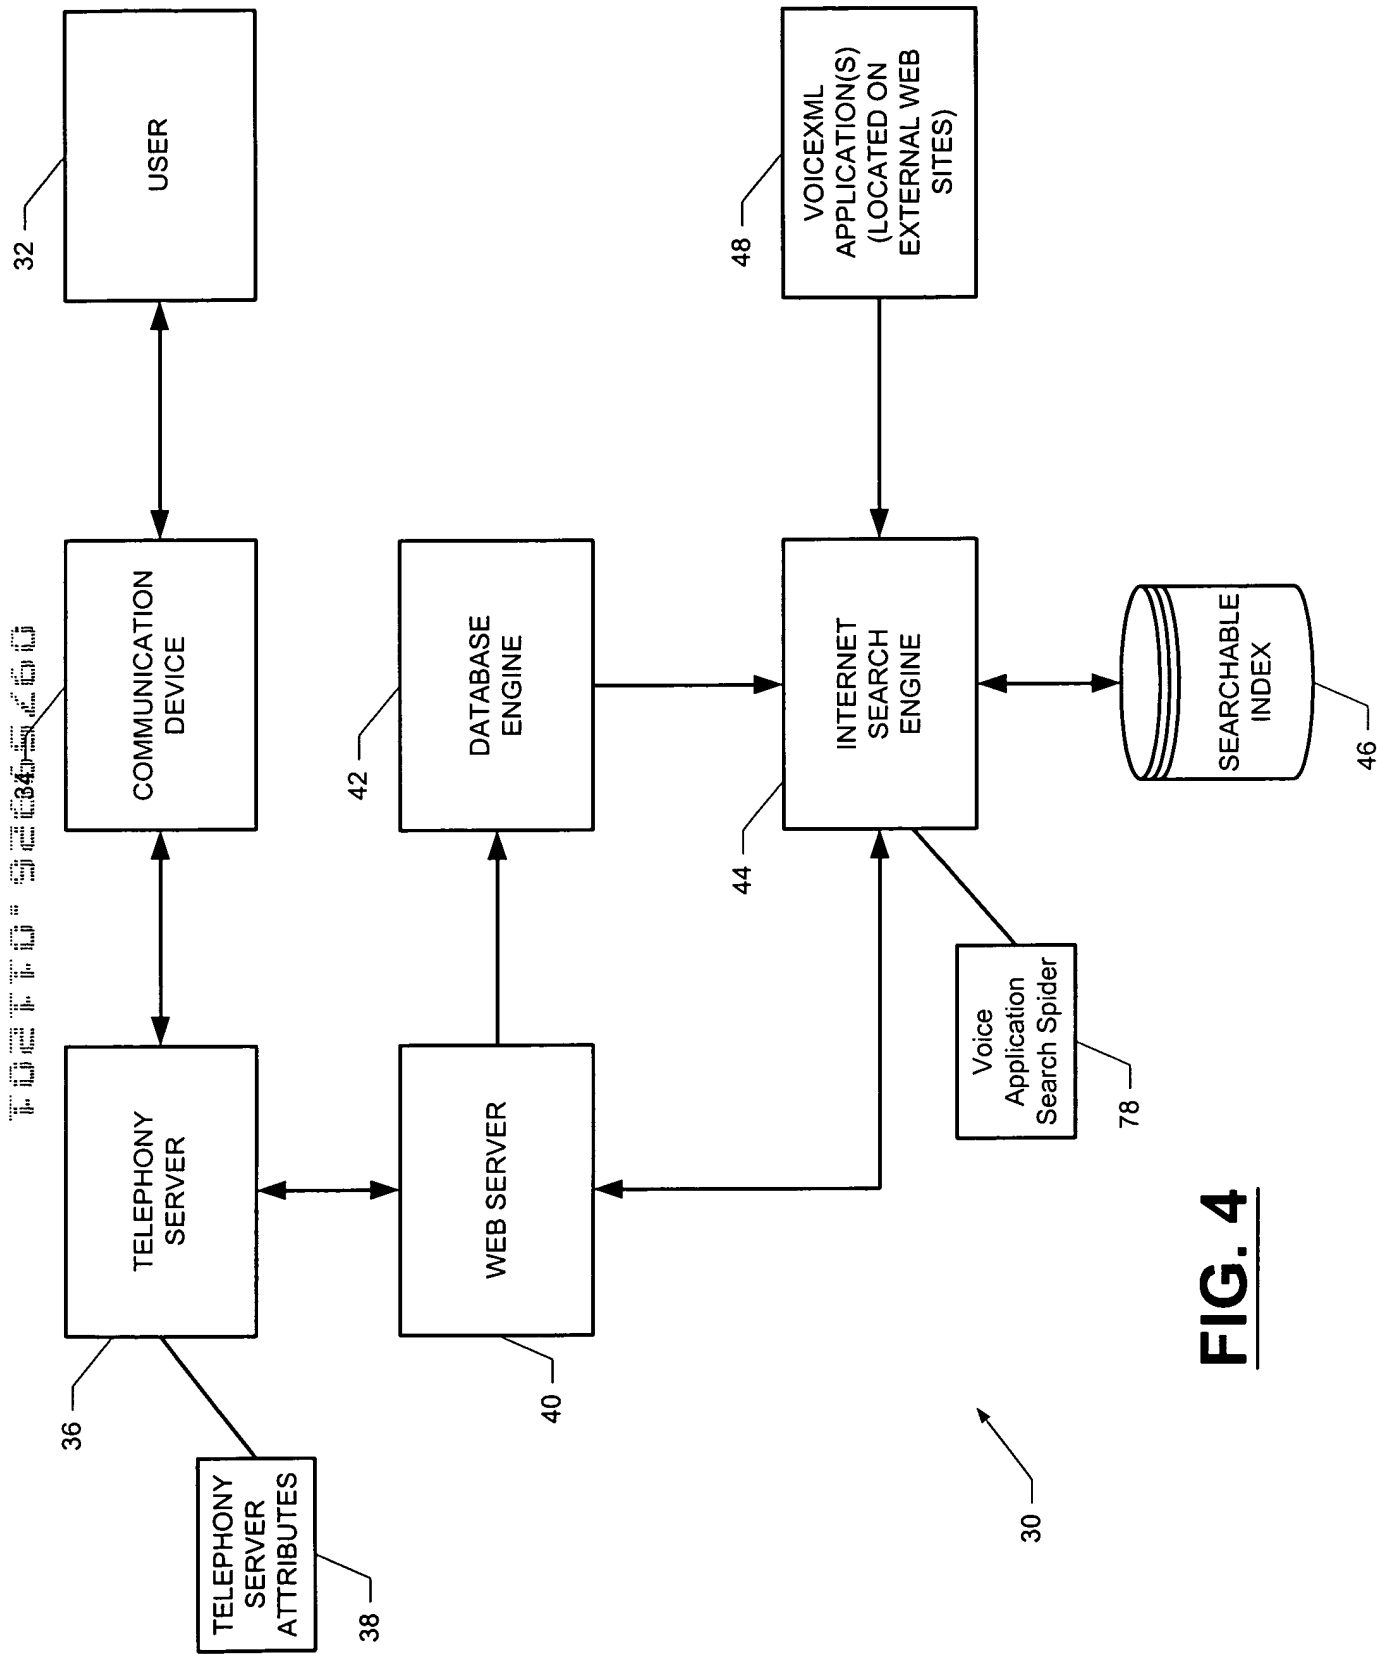 32
USER
34
COMMUNICATION
DEVICE
36
TELEPHONY
SERVER
TELEPHONY
SERVER
ATTRIBUTES
38
40
WEB SERVER
42
DATABASE
ENGINE
48
VOICEXML
APPLICATION(S)
(LOCATED ON
EXTERNAL WEB
SITES)
44
INTERNET
SEARCH
ENGINE
Voice
Application
Search Spider
78
SEARCHABLE
INDEX
46
30
FIG. 4